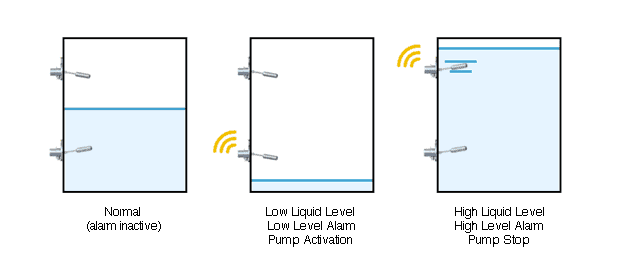 Normal
(alarm inactive)
Low Liquid Level
Low Level Alarm
Pump Activation
High Liquid Level
High Level Alarm
Pump Stop